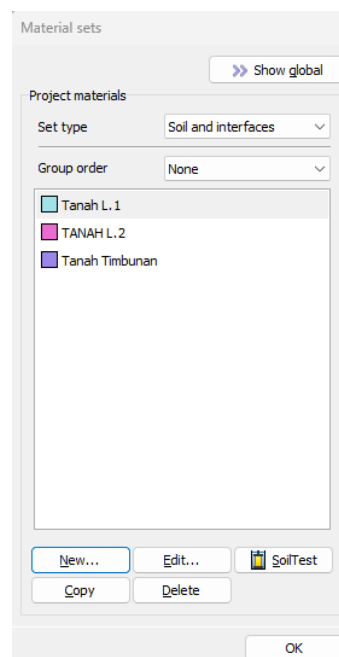 Material sets
Show global
Project materials
Set type Soil and interfaces
Group order None
Tanah L.1
TANAH L.2
Tanah Timbunan
New... Edit... SoilTest
Copy Delete
OK